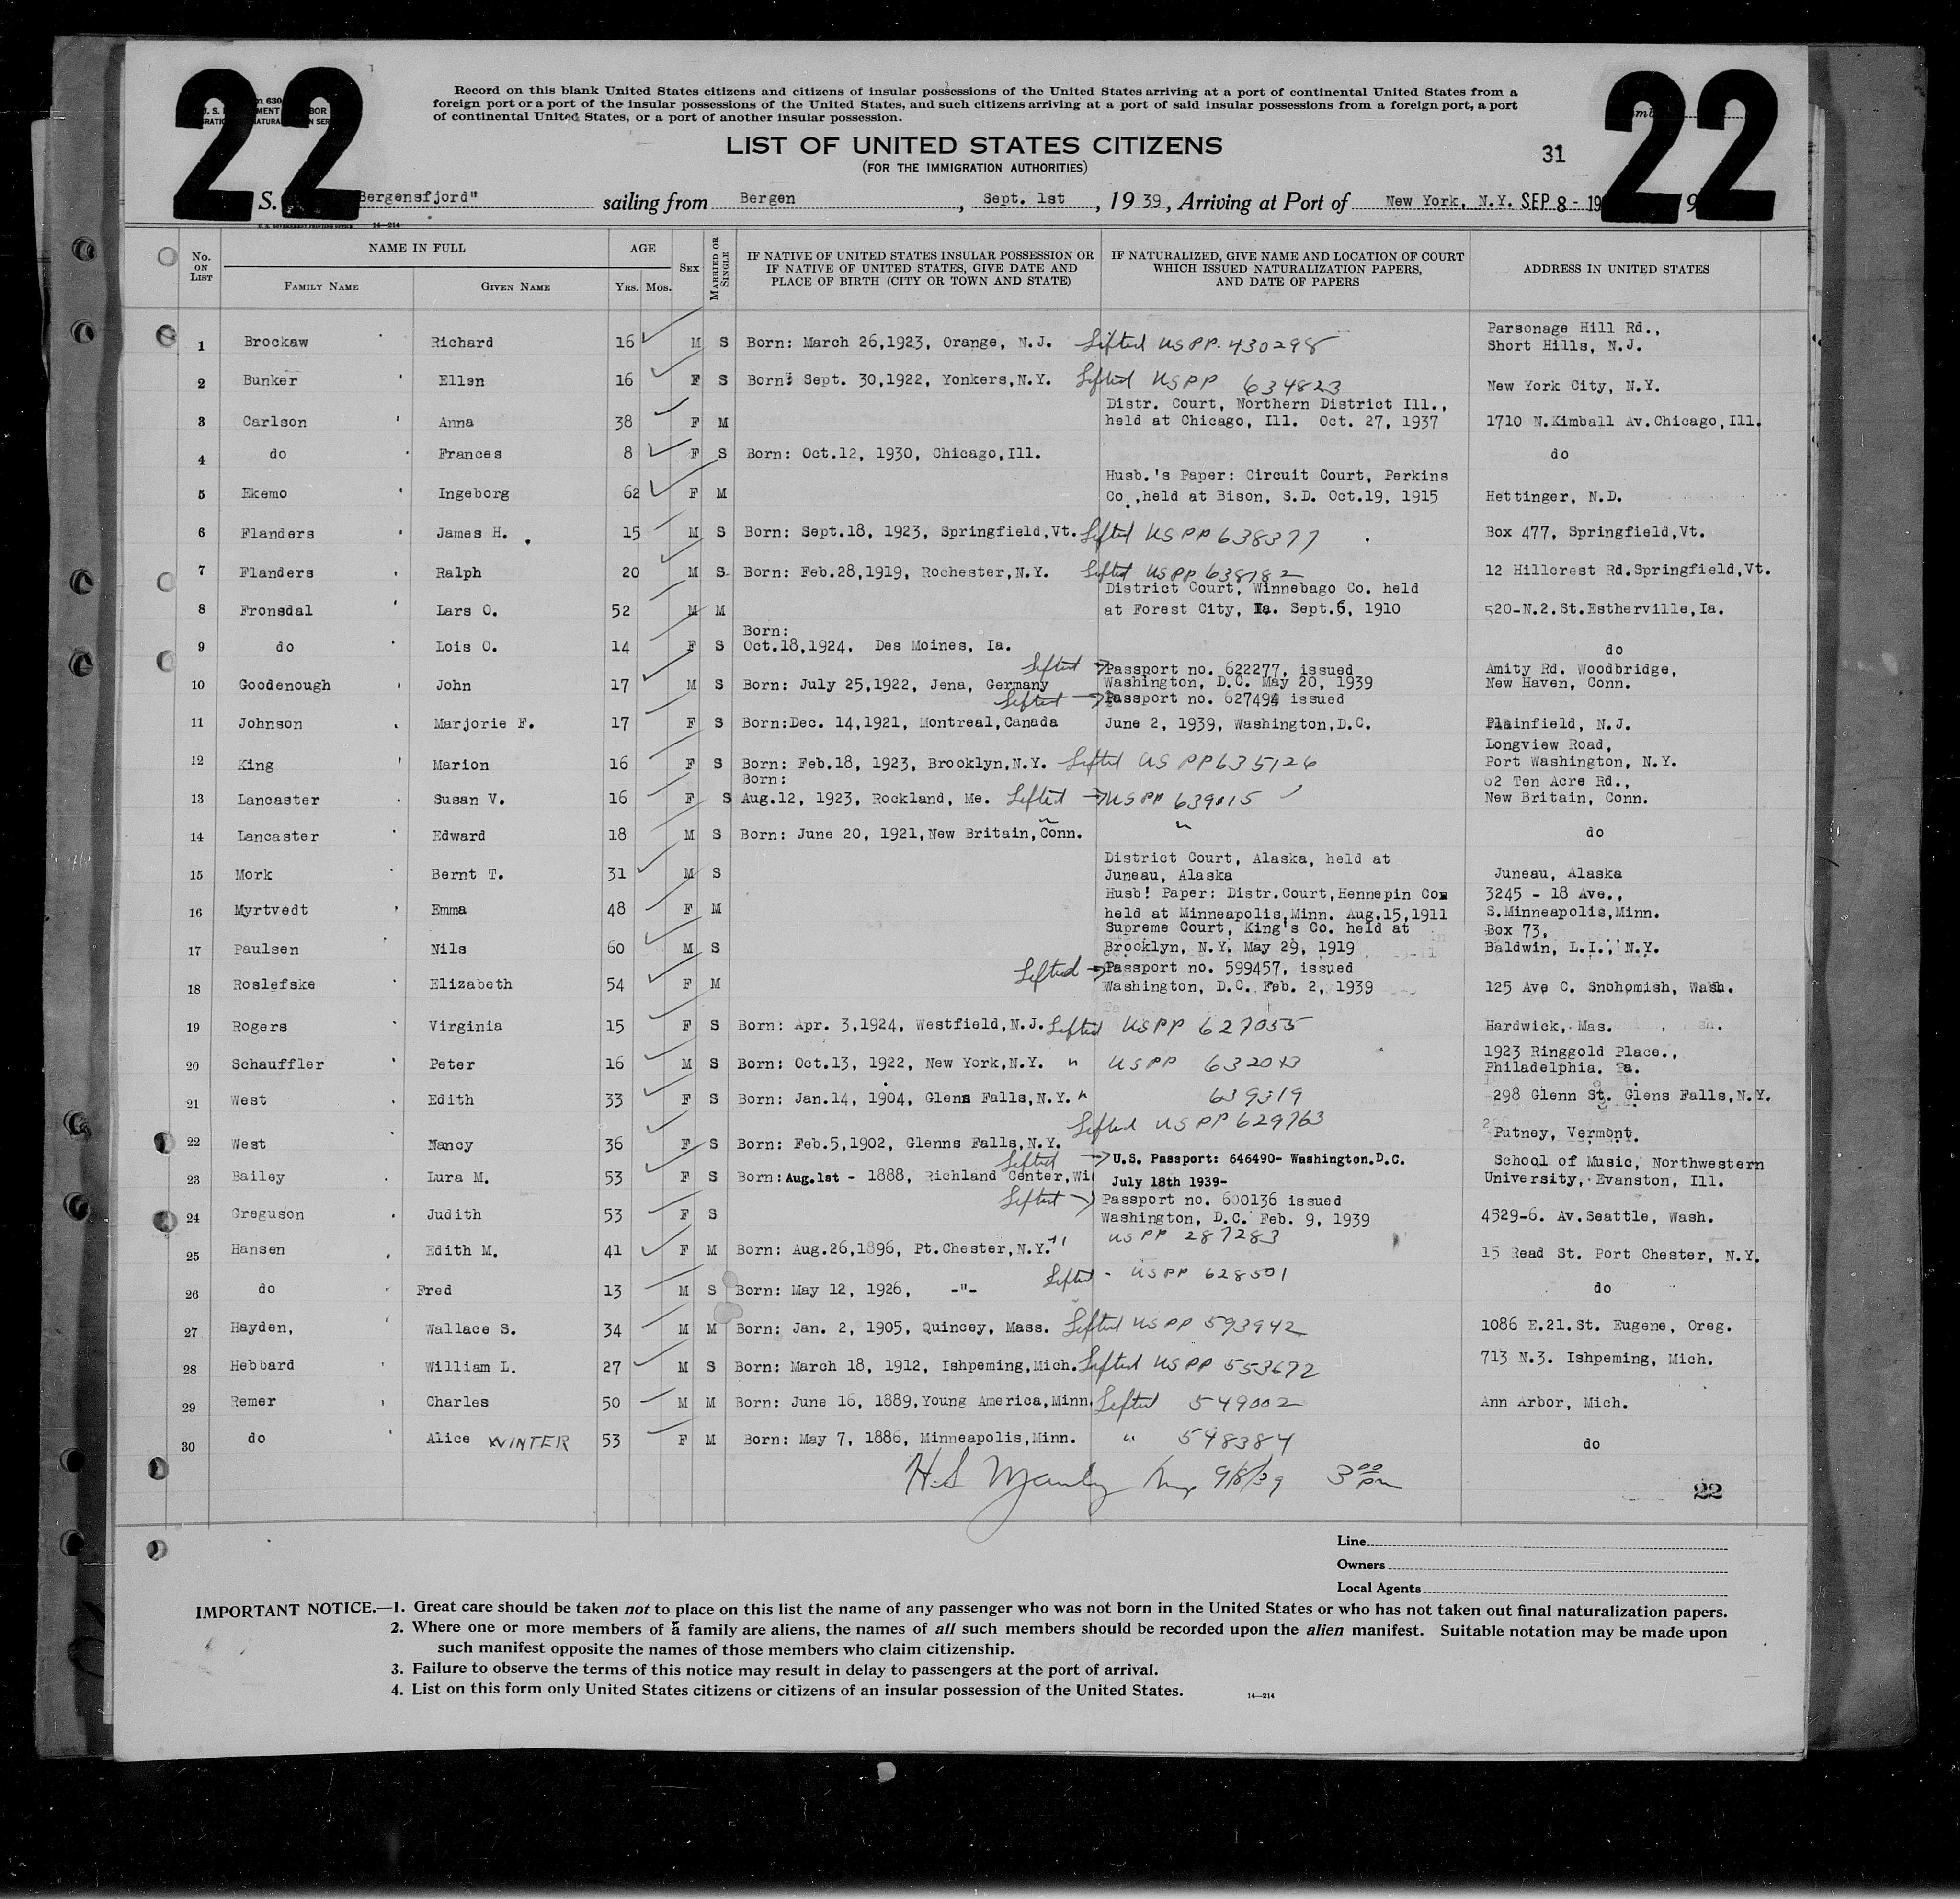 22
22
Record on this blank United States citizens and citizens of insular possessions of the United States arriving at a port of continental United States from a
foreign port or a port of the insular possessions of the United States, and such citizens arriving at a port of said insular possessions from a foreign port, a port
of continental United States, or a port of another insular possession.
LIST OF UNITED STATES CITIZENS
(FOR THE IMMIGRATION AUTHORITIES)
31
S. Bergensfjord" sailing from Bergen, Sept. 1st, 1939, Arriving at Port of New York, N.Y. SEP 8 - 19
14—214
No. ON LIST NAME IN FULL AGE SEX MARRIED OR SINGLE IF NATIVE OF UNITED STATES INSULAR POSSESSION OR IF NATIVE OF UNITED STATES, GIVE DATE AND PLACE OF BIRTH (CITY OR TOWN AND STATE) IF NATURALIZED, GIVE NAME AND LOCATION OF COURT WHICH ISSUED NATURALIZATION PAPERS, AND DATE OF PAPERS ADDRESS IN UNITED STATES
FAMILY NAME GIVEN NAME YRS. MOS.
1 Brockaw Richard 16 M S Born: March 26,1923, Orange, N.J. Lifted US PP. 430298 Parsonage Hill Rd., Short Hills, N.J.
2 Bunker Ellen 16 F S Born: Sept. 30,1922, Yonkers,N.Y. Lifted US PP 634823 New York City, N.Y.
3 Carlson Anna 38 F M Distr. Court, Northern District Ill., held at Chicago, Ill. Oct. 27, 1937 1710 N.Kimball Av.Chicago,Ill.
4 do Frances 8 F S Born: Oct.12, 1930, Chicago,Ill. do
5 Ekemo Ingeborg 62 F M Husb.'s Paper: Circuit Court, Perkins Co.,held at Bison, S.D. Oct.19, 1915 Hettinger, N.D.
6 Flanders James H. 15 M S Born: Sept.18, 1923, Springfield,Vt. Lifted US PP 638377 Box 477, Springfield,Vt.
7 Flanders Ralph 20 M S Born: Feb.28,1919, Rochester,N.Y. Lifted US PP 638182 12 Hillcrest Rd.Springfield,Vt.
8 Fronsdal Lars O. 52 M M District Court, Winnebago Co. held at Forest City, Ia. Sept.6, 1910 520-N.2.St.Estherville,Ia.
9 do Lois O. 14 F S Born: Oct.18,1924, Des Moines, Ia. do
10 Goodenough John 17 M S Born: July 25,1922, Jena, Germany Lifted Passport no. 622277, issued Washington, D.C. May 20, 1939 Amity Rd. Woodbridge, New Haven, Conn.
11 Johnson Marjorie F. 17 F S Born:Dec. 14,1921, Montreal,Canada Lifted Passport no. 627494 issued June 2, 1939, Washington,D.C. Plainfield, N.J.
12 King Marion 16 F S Born: Feb.18, 1923, Brooklyn,N.Y. Lifted US PP 635126 Longview Road, Port Washington, N.Y.
13 Lancaster Susan V. 16 F S Born: Aug.12, 1923, Rockland, Me. Lifted US PP 639015 62 Ten Acre Rd., New Britain, Conn.
14 Lancaster Edward 18 M S Born: June 20, 1921,New Britain,Conn. " " do
15 Mork Bernt T. 31 M S District Court, Alaska, held at Juneau, Alaska Juneau, Alaska
16 Myrtvedt Emma 48 F M Husb! Paper: Distr.Court,Hennepin Co. held at Minneapolis,Minn. Aug.15,1911 3245 - 18 Ave., S.Minneapolis,Minn.
17 Paulsen Nils 60 M S Supreme Court, King's Co. held at Brooklyn, N.Y. May 29, 1919 Box 73, Baldwin, L.I., N.Y.
18 Roslefske Elizabeth 54 F M Lifted Passport no. 599457, issued Washington, D.C. Feb. 2, 1939 125 Ave C. Snohomish, Wash.
19 Rogers Virginia 15 F S Born: Apr. 3,1924, Westfield,N.J. Lifted US PP 627055 Hardwick, Mas.
20 Schauffler Peter 16 M S Born: Oct.13, 1922, New York,N.Y. " US PP 1923 Ringgold Place., Philadelphia. Pa.
21 West Edith 33 F S Born: Jan.14, 1904, Glens Falls,N.Y. " 639319 298 Glenn St. Glens Falls,N.Y.
22 West Nancy 36 F S Born: Feb.5,1902, Glenns Falls,N.Y. Lifted US PP 629763 Putney, Vermont.
23 Bailey Lura M. 53 F S Born:Aug.1st - 1888, Richland Center,Wi Lifted U.S. Passport: 646490- Washington.D.C. July 18th 1939- School of Music, Northwestern University, Evanston, Ill.
24 Greguson Judith 53 F S Lifted Passport no. 600136 issued Washington, D.C. Feb. 9, 1939 4529-6. Av.Seattle, Wash.
25 Hansen Edith M. 41 F M Born: Aug.26,1896, Pt.Chester,N.Y. " US PP 287283 15 Read St. Port Chester, N.Y.
26 do Fred 13 M S Born: May 12, 1926, -"- Lifted - US PP 628501 do
27 Hayden, Wallace S. 34 M M Born: Jan. 2, 1905, Quincey, Mass. Lifted US PP 593942 1086 E.21.St. Eugene, Oreg.
28 Hebbard William L. 27 M S Born: March 18, 1912, Ishpeming,Mich. Lifted US PP 553672 713 N.3. Ishpeming, Mich.
29 Remer Charles 50 M M Born: June 16, 1889,Young America,Minn. Lifted 549002 Ann Arbor, Mich.
30 do Alice WINTER 53 F M Born: May 7, 1886, Minneapolis,Minn. " 548384 do
H.S. Manly 9/8/39 3 00 pm
22
Line
Owners
Local Agents
IMPORTANT NOTICE.—1. Great care should be taken not to place on this list the name of any passenger who was not born in the United States or who has not taken out final naturalization papers.
2. Where one or more members of a family are aliens, the names of all such members should be recorded upon the alien manifest. Suitable notation may be made upon
such manifest opposite the names of those members who claim citizenship.
3. Failure to observe the terms of this notice may result in delay to passengers at the port of arrival.
4. List on this form only United States citizens or citizens of an insular possession of the United States.
14—214